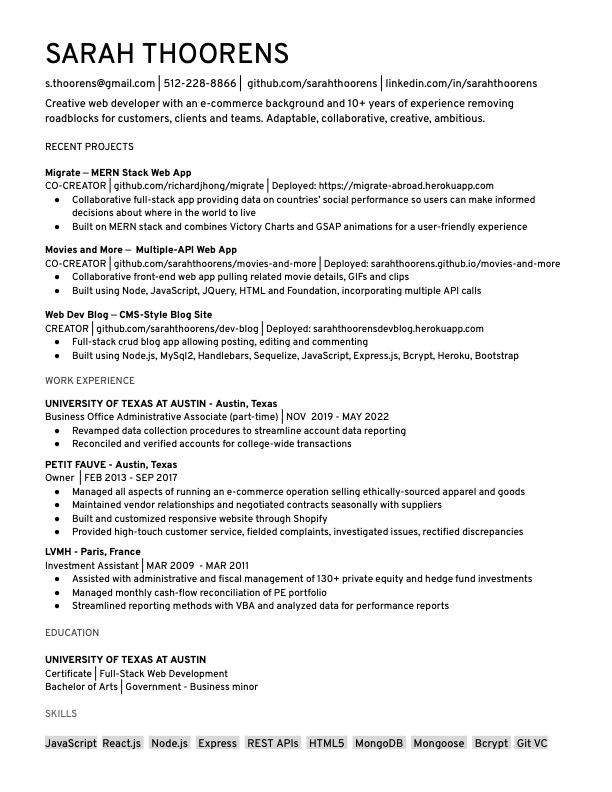 SARAH THOORENS
s.thoorens@gmail.com | 512-228-8866 | github.com/sarahthoorens | linkedin.com/in/sarahthoorens
Creative web developer with an e-commerce background and 10+ years of experience removing
roadblocks for customers, clients and teams. Adaptable, collaborative, creative, ambitious.
RECENT PROJECTS
Migrate – MERN Stack Web App
CO-CREATOR | github.com/richardjhong/migrate | Deployed: https://migrate-abroad.herokuapp.com
● Collaborative full-stack app providing data on countries' social performance so users can make informed
decisions about where in the world to live
● Built on MERN stack and combines Victory Charts and GSAP animations for a user-friendly experience
Movies and More – Multiple-API Web App
CO-CREATOR | github.com/sarahthoorens/movies-and-more | Deployed: sarahthoorens.github.io/movies-and-more
● Collaborative front-end web app pulling related movie details, GIFs and clips
● Built using Node, JavaScript, JQuery, HTML and Foundation, incorporating multiple API calls
Web Dev Blog – CMS-Style Blog Site
CREATOR | github.com/sarahthoorens/dev-blog | Deployed: sarahthoorensdevblog.herokuapp.com
● Full-stack crud blog app allowing posting, editing and commenting
● Built using Node.js, MySql2, Handlebars, Sequelize, JavaScript, Express.js, Bcrypt, Heroku, Bootstrap
WORK EXPERIENCE
UNIVERSITY OF TEXAS AT AUSTIN - Austin, Texas
Business Office Administrative Associate (part-time) | NOV 2019 - MAY 2022
● Revamped data collection procedures to streamline account data reporting
● Reconciled and verified accounts for college-wide transactions
PETIT FAUVE - Austin, Texas
Owner | FEB 2013 - SEP 2017
● Managed all aspects of running an e-commerce operation selling ethically-sourced apparel and goods
● Maintained vendor relationships and negotiated contracts seasonally with suppliers
● Built and customized responsive website through Shopify
● Provided high-touch customer service, fielded complaints, investigated issues, rectified discrepancies
LVMH - Paris, France
Investment Assistant | MAR 2009 - MAR 2011
● Assisted with administrative and fiscal management of 130+ private equity and hedge fund investments
● Managed monthly cash-flow reconciliation of PE portfolio
● Streamlined reporting methods with VBA and analyzed data for performance reports
EDUCATION
UNIVERSITY OF TEXAS AT AUSTIN
Certificate | Full-Stack Web Development
Bachelor of Arts | Government - Business minor
SKILLS
JavaScript React.js Node.js Express REST APIs HTML5 MongoDB Mongoose Bcrypt Git VC